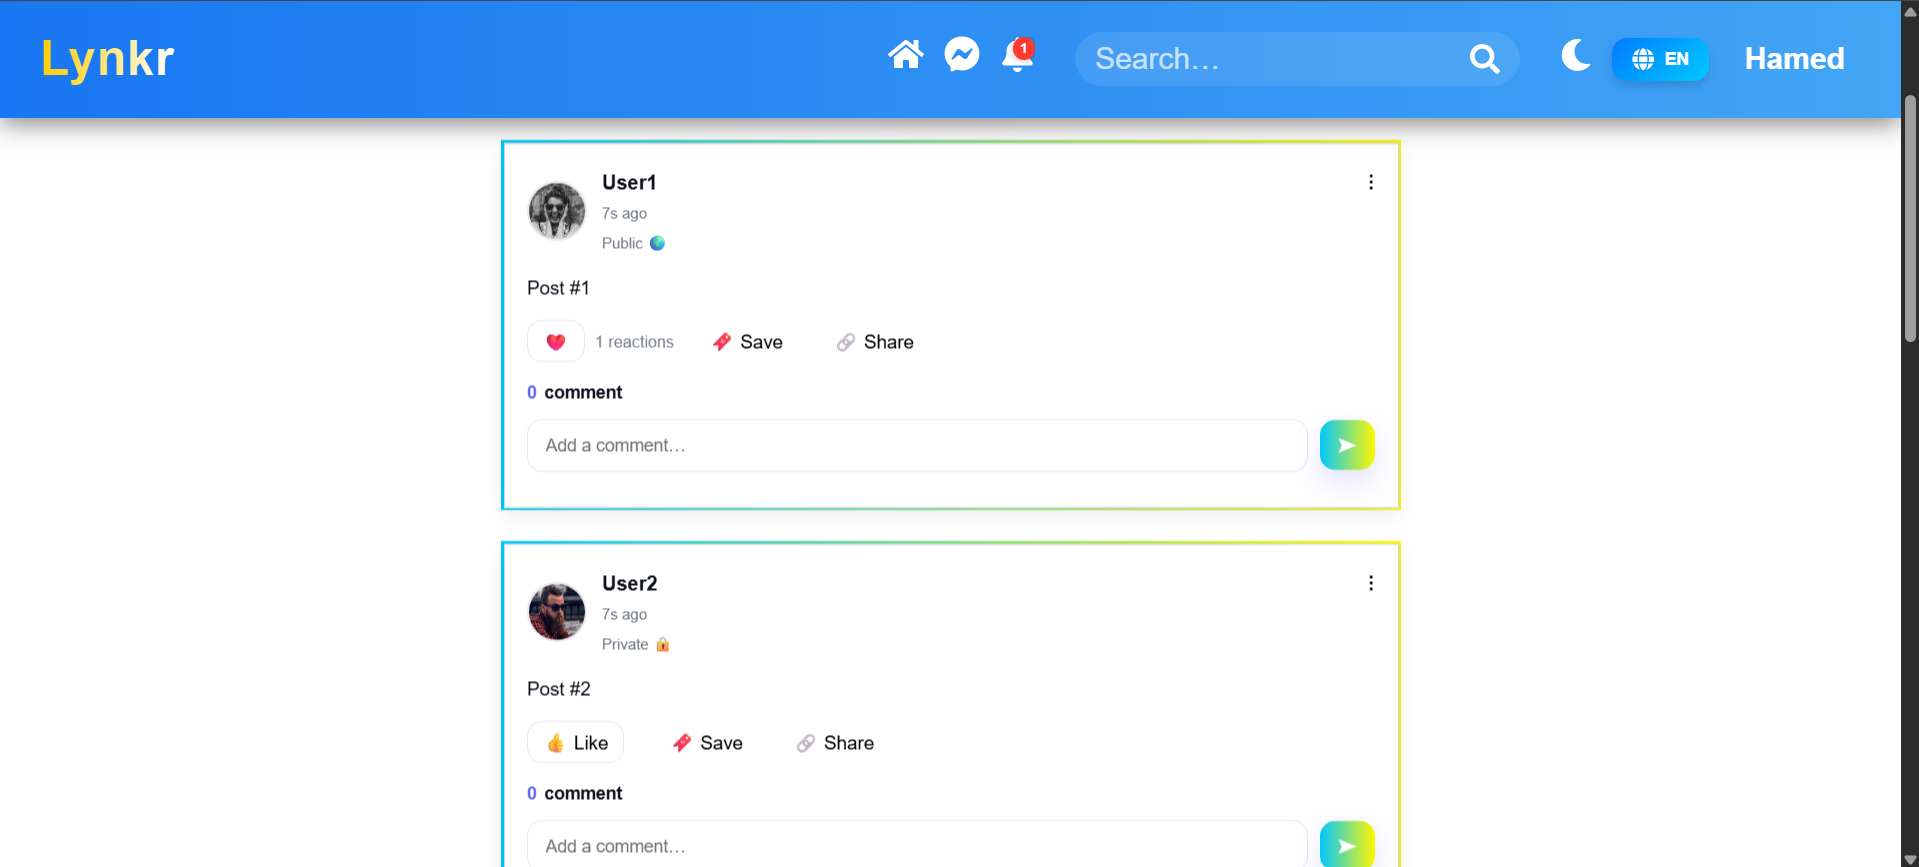 Lynkr
1
Search...
EN
Hamed
User1
7s ago
Public
Post #1
1 reactions
Save
Share
0 comment
Add a comment...
User2
7s ago
Private
Post #2
Like
Save
Share
0 comment
Add a comment...